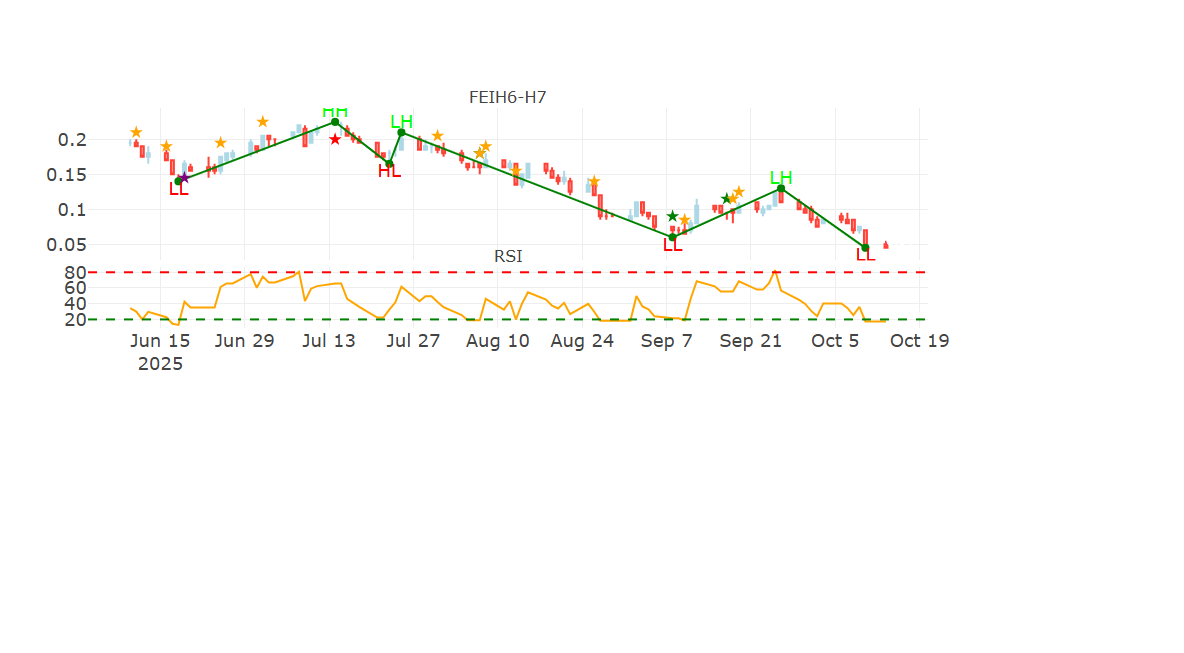 FEIH6-H7
HH
LH
0.2
HL
0.15
LL
LH
0.1
LL
0.05
LL
RSI
80
60
40
20
Jun 15 Jun 29 Jul 13 Jul 27 Aug 10 Aug 24 Sep 7 Sep 21 Oct 5 Oct 19
2025